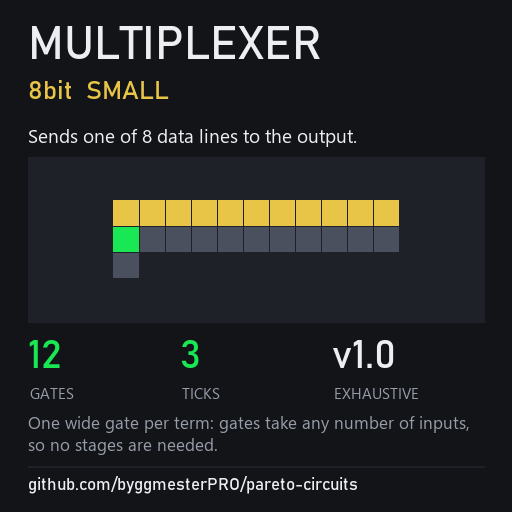 MULTIPLEXER
8bit SMALL
Sends one of 8 data lines to the output.
12 3 v1.0
GATES TICKS EXHAUSTIVE
One wide gate per term: gates take any number of inputs,
so no stages are needed.
github.com/byggmesterPRO/pareto-circuits